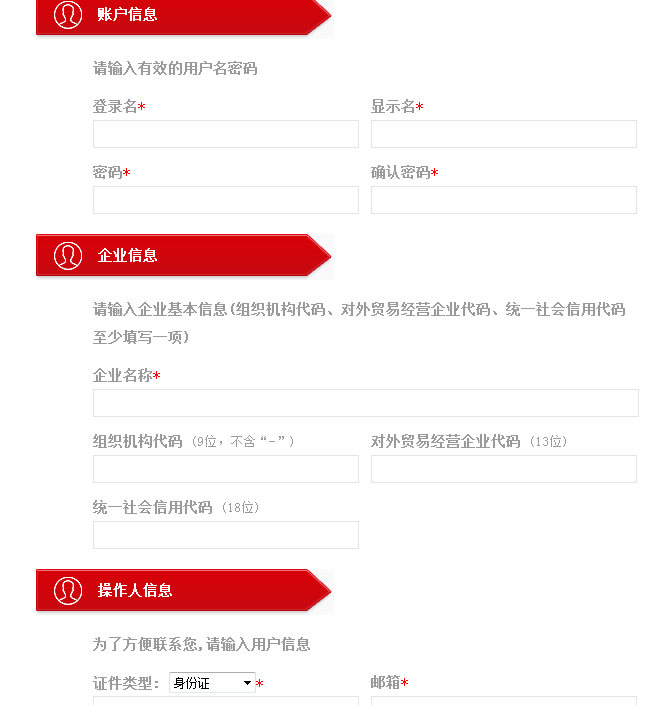 账户信息
请输入有效的用户名密码
登录名* 显示名*
密码* 确认密码*
企业信息
请输入企业基本信息(组织机构代码、对外贸易经营企业代码、统一社会信用代码
至少填写一项)
企业名称*
组织机构代码 (9位，不含“-”) 对外贸易经营企业代码 (13位)
统一社会信用代码 (18位)
操作人信息
为了方便联系您,请输入用户信息
证件类型: 身份证* 邮箱*